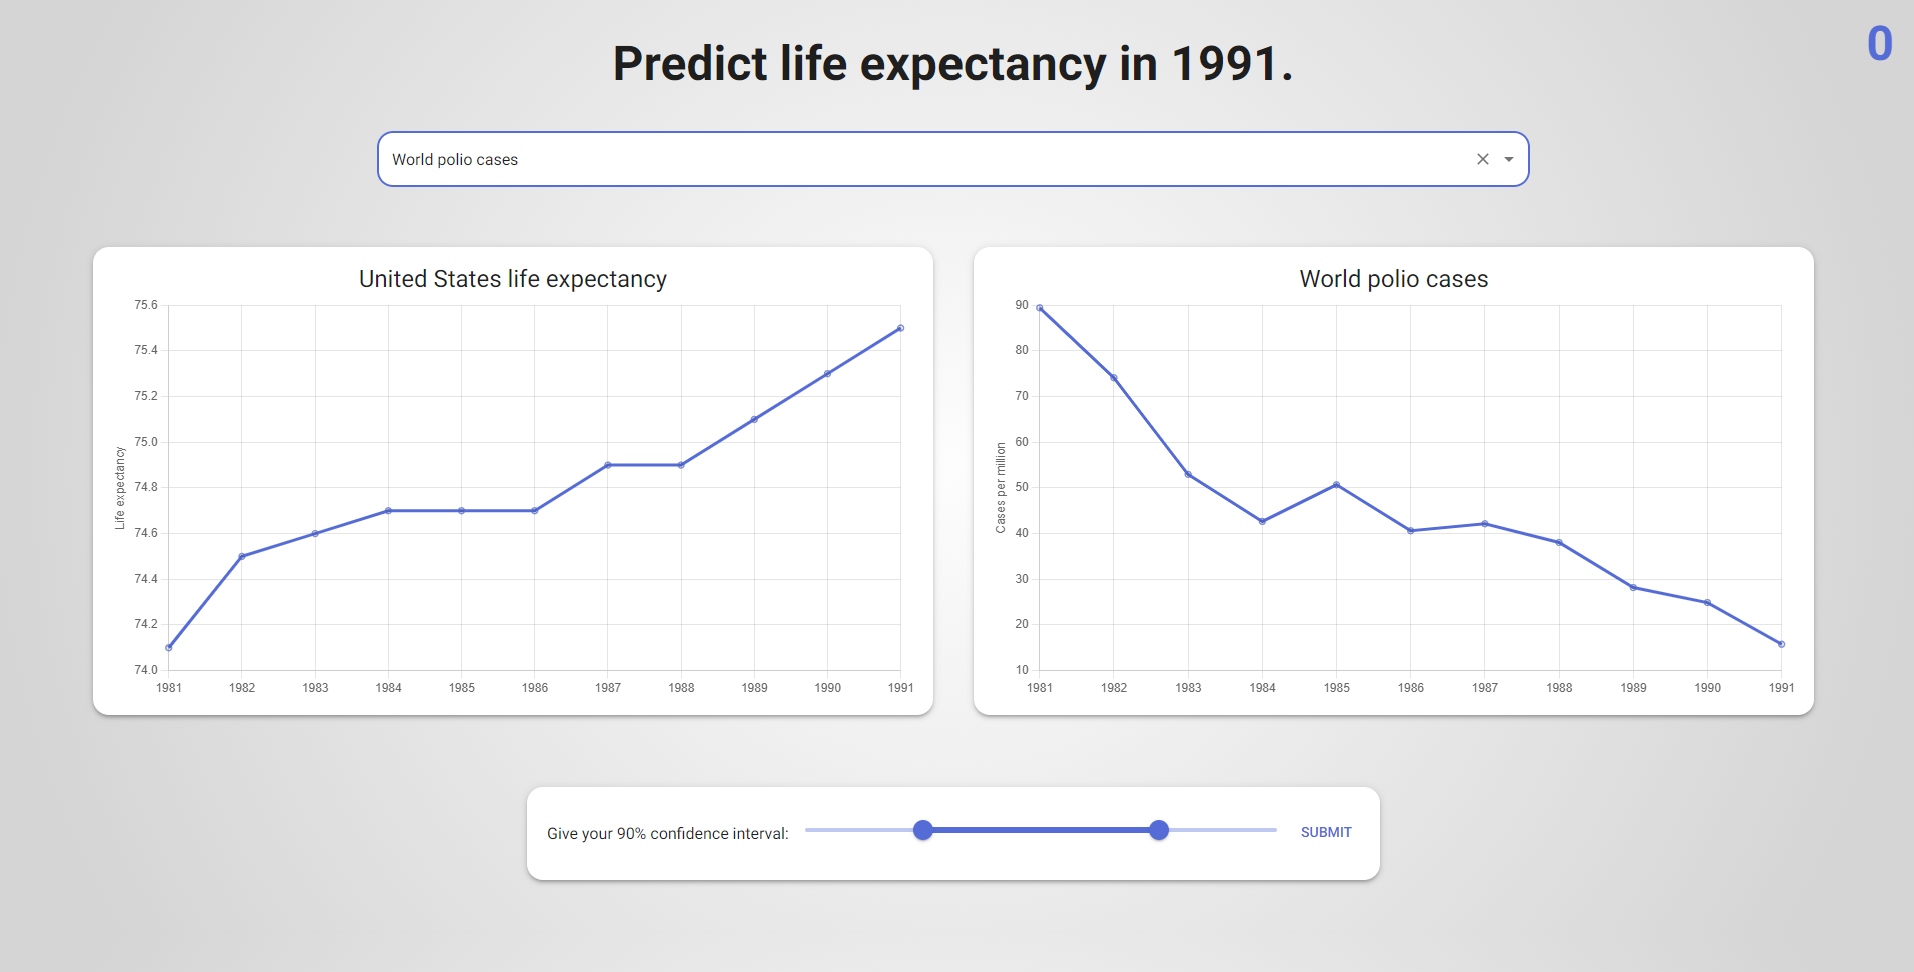 0
Predict life expectancy in 1991.
World polio cases
United States life expectancy
75.6
75.4
75.2
75.0
74.8
74.6
74.4
74.2
74.0
Life expectancy
1981 1982 1983 1984 1985 1986 1987 1988 1989 1990 1991
World polio cases
90
80
70
60
50
40
30
20
10
Cases per million
1981 1982 1983 1984 1985 1986 1987 1988 1989 1990 1991
Give your 90% confidence interval: SUBMIT